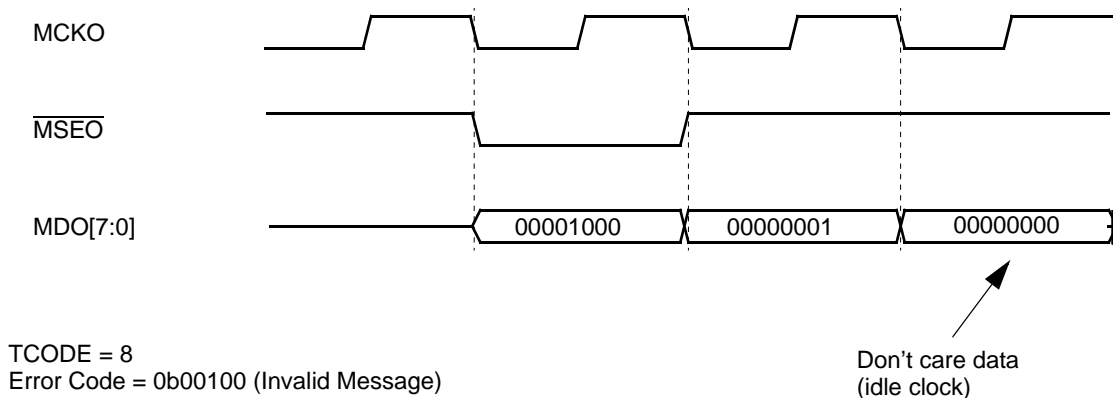 MCKO
MSEO
MDO[7:0]
00001000 00000001 00000000
TCODE = 8
Error Code = 0b00100 (Invalid Message)
Don't care data
(idle clock)